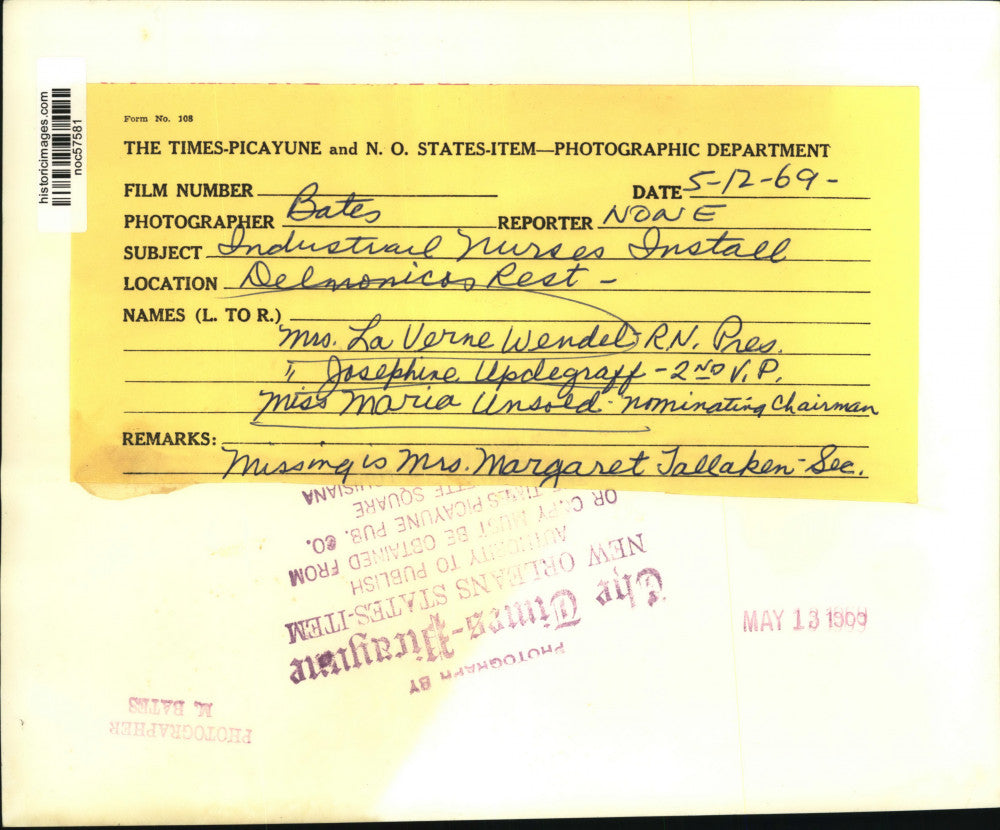 historicimages.com
noc57581
Form No. 108
THE TIMES-PICAYUNE and N. O. STATES-ITEM—PHOTOGRAPHIC DEPARTMENT
FILM NUMBER
DATE 5-12-69-
PHOTOGRAPHER Bates
REPORTER NONE
SUBJECT Industrail Nurses Install
LOCATION Delmonicos Rest -
NAMES (L. TO R.)
Mrs. La Verne Wendel - R.N. Pres.
" Josephine Updegraff - 2ND V.P.
Miss Maria Unsold - nominating Chairman
REMARKS:
Missing is Mrs. Margaret Tallaken - Sec.
PHOTOGRAPH BY
The Times-Picayune
NEW ORLEANS STATES-ITEM
AUTHORITY TO PUBLISH
OR COPY MUST BE OBTAINED FROM
TIMES-PICAYUNE PUB. CO.
SQUARE
LOUISIANA
MAY 13 1969
PHOTOGRAPHER
M. BATES